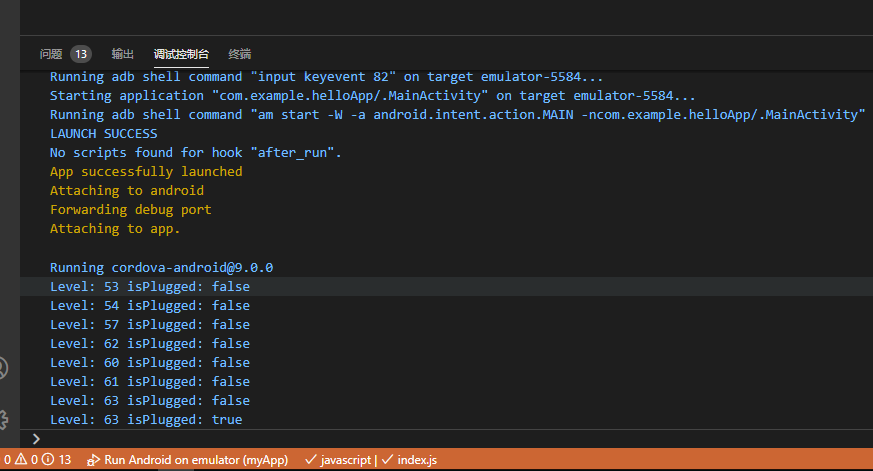 问题 13 输出 调试控制台 终端
Running adb shell command "input keyevent 82" on target emulator-5584...
Starting application "com.example.helloApp/.MainActivity" on target emulator-5584...
Running adb shell command "am start -W -a android.intent.action.MAIN -ncom.example.helloApp/.MainActivity"
LAUNCH SUCCESS
No scripts found for hook "after_run".
App successfully launched
Attaching to android
Forwarding debug port
Attaching to app.
Running cordova-android@9.0.0
Level: 53 isPlugged: false
Level: 54 isPlugged: false
Level: 57 isPlugged: false
Level: 62 isPlugged: false
Level: 60 isPlugged: false
Level: 61 isPlugged: false
Level: 63 isPlugged: false
Level: 63 isPlugged: true
0 0 13 Run Android on emulator (myApp) javascript | index.js